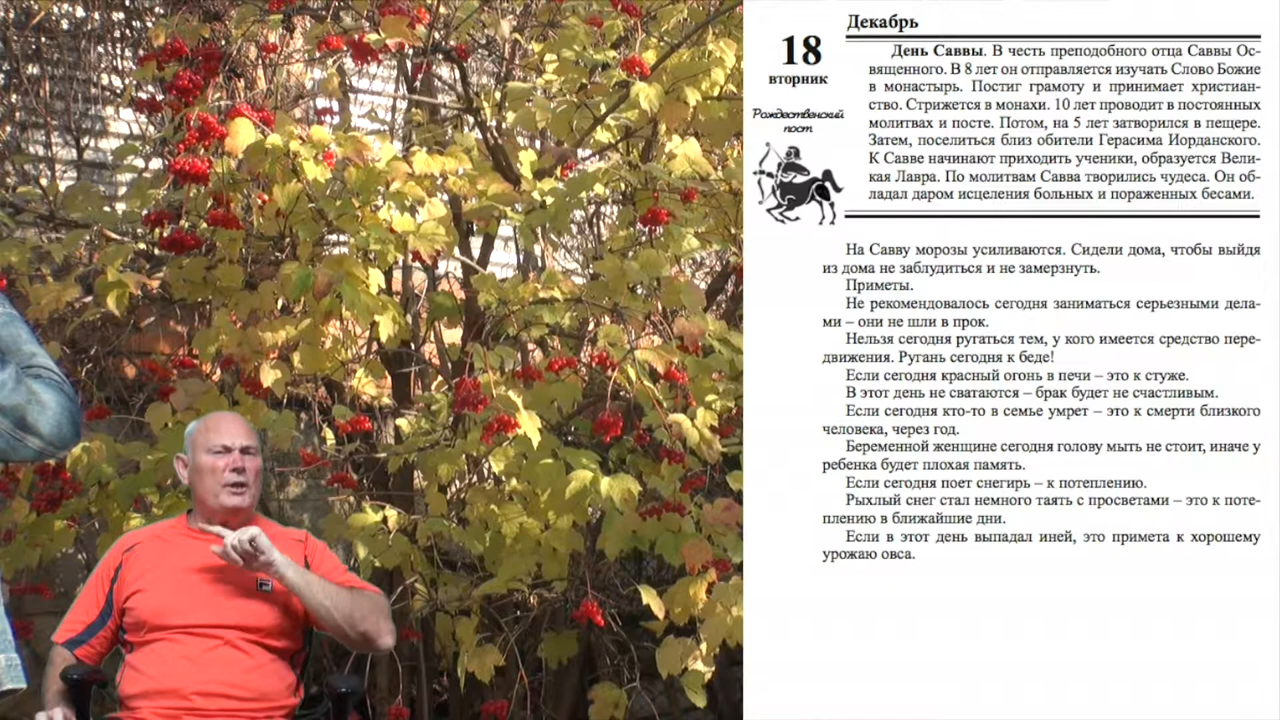 Декабрь
18
вторник
Рождественский
пост
День Саввы. В честь преподобного отца Саввы Ос-
вященного. В 8 лет он отправляется изучать Слово Божие
в монастырь. Постиг грамоту и принимает христиан-
ство. Стрижется в монахи. 10 лет проводит в постоянных
молитвах и посте. Потом, на 5 лет затворился в пещере.
Затем, поселиться близ обители Герасима Иорданского.
К Савве начинают приходить ученики, образуется Вели-
кая Лавра. По молитвам Савва творились чудеса. Он об-
ладал даром исцеления больных и пораженных бесами.
На Савву морозы усиливаются. Сидели дома, чтобы выйдя
из дома не заблудиться и не замерзнуть.
Приметы.
Не рекомендовалось сегодня заниматься серьезными дела-
ми – они не шли в прок.
Нельзя сегодня ругаться тем, у кого имеется средство пере-
движения. Ругань сегодня к беде!
Если сегодня красный огонь в печи – это к стуже.
В этот день не сватаются – брак будет не счастливым.
Если сегодня кто-то в семье умрет – это к смерти близкого
человека, через год.
Беременной женщине сегодня голову мыть не стоит, иначе у
ребенка будет плохая память.
Если сегодня поет снегирь – к потеплению.
Рыхлый снег стал немного таять с просветами – это к поте-
плению в ближайшие дни.
Если в этот день выпадал иней, это примета к хорошему
урожаю овса.